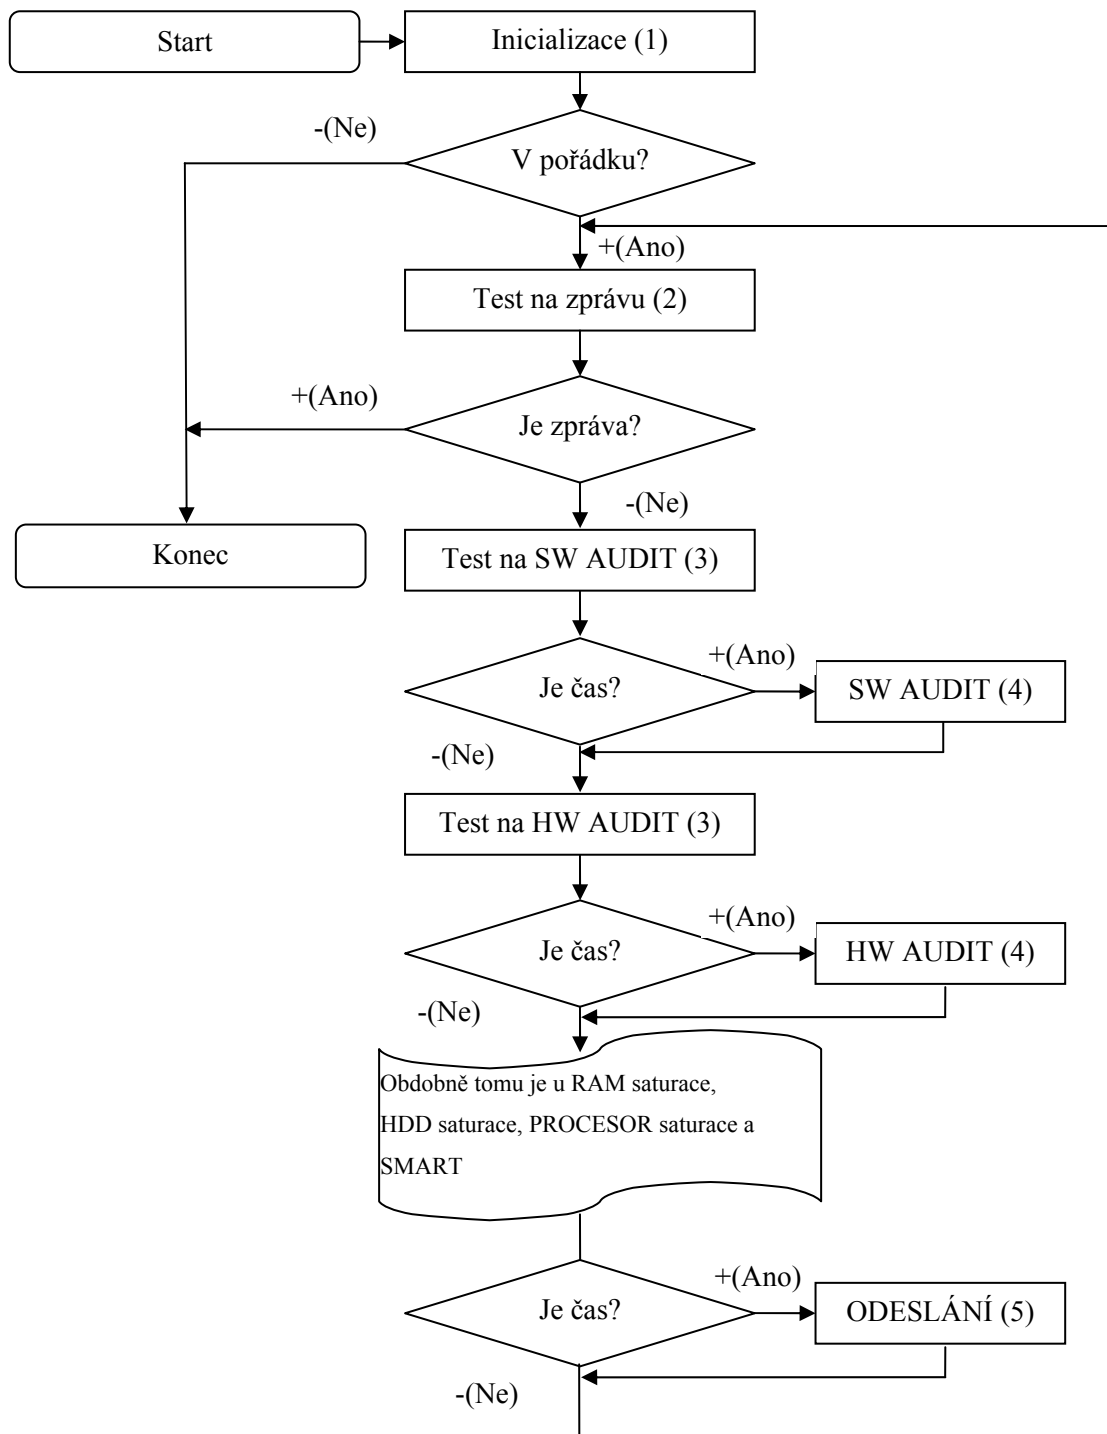 Start
Inicializace (1)
-(Ne)
V pořádku?
+(Ano)
Test na zprávu (2)
+(Ano)
Je zpráva?
-(Ne)
Konec
Test na SW AUDIT (3)
+(Ano)
Je čas?
SW AUDIT (4)
-(Ne)
Test na HW AUDIT (3)
+(Ano)
Je čas?
HW AUDIT (4)
-(Ne)
Obdobně tomu je u RAM saturace,
HDD saturace, PROCESOR saturace a
SMART
+(Ano)
Je čas?
ODESLÁNÍ (5)
-(Ne)